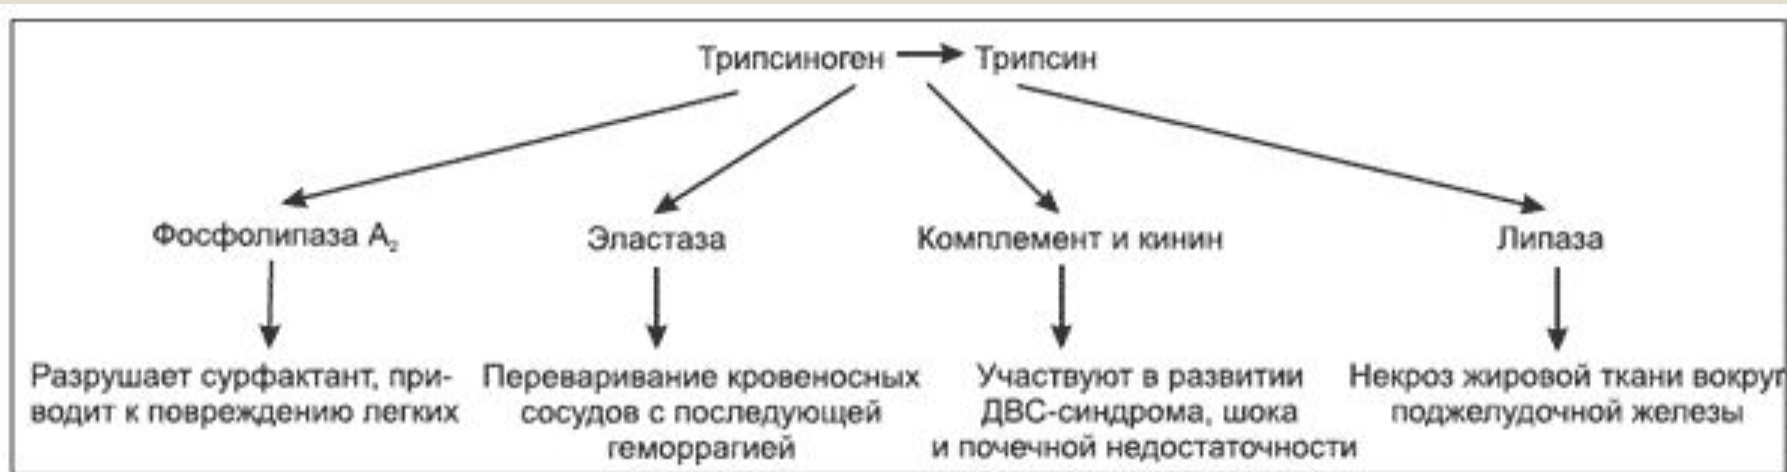 Трипсиноген Трипсин
Фосфолипаза А₂ Эластаза Комплемент и кинин Липаза
Разрушает сурфактант, при-
водит к повреждению легких
Переваривание кровеносных
сосудов с последующей
геморрагией
Участвуют в развитии
ДВС-синдрома, шока
и почечной недостаточности
Некроз жировой ткани вокруг
поджелудочной железы